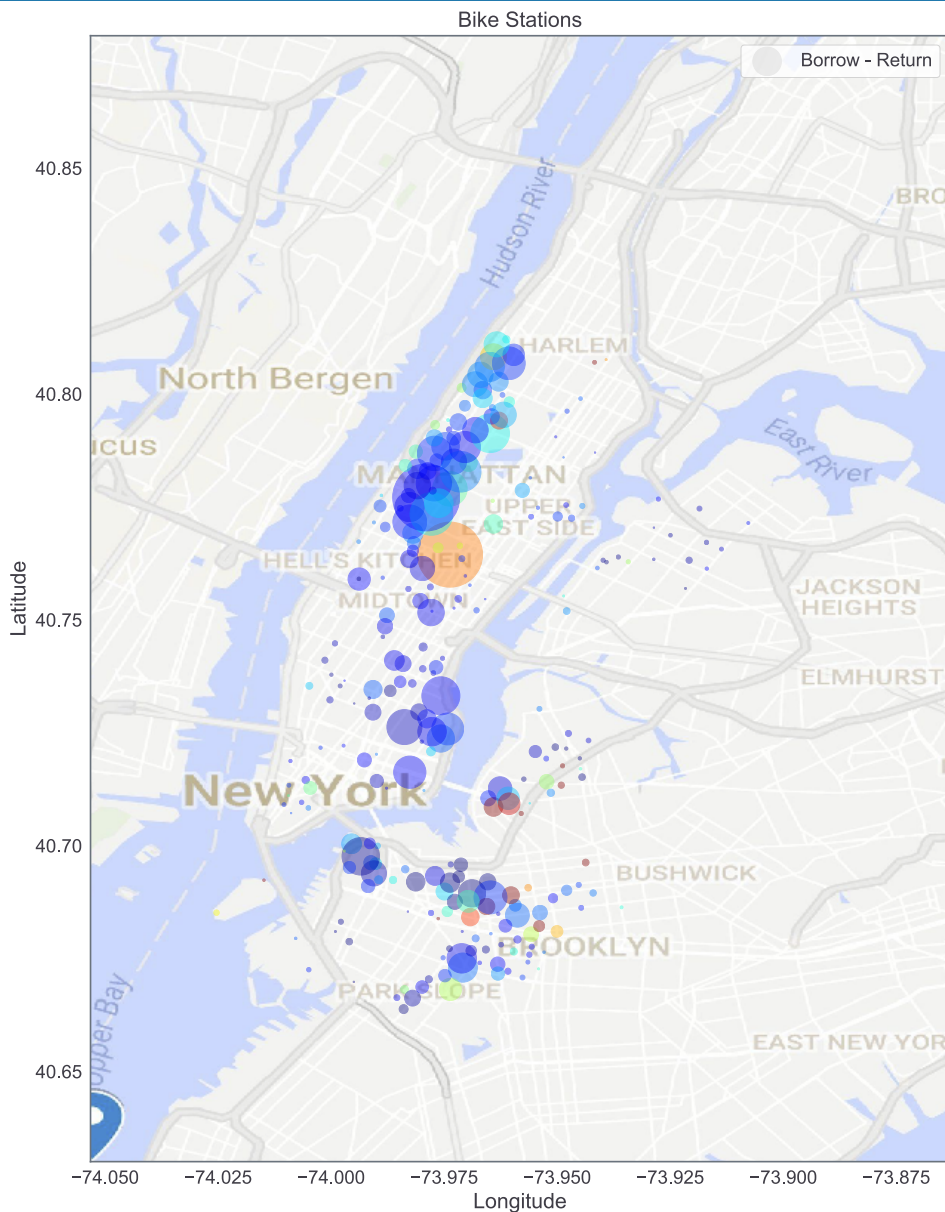 Bike Stations
Borrow - Return
40.85
40.80
40.75
40.70
40.65
Latitude
Hudson River
BRO
HARLEM
North Bergen
ICUS
East River
MANHATTAN
UPPER
EAST SIDE
HELL'S KITCHEN
MIDTOWN
JACKSON
HEIGHTS
ELMHURST
New York
BUSHWICK
BROOKLYN
PARK SLOPE
Upper Bay
EAST NEW YOR
−74.050
−74.025
−74.000
−73.975
−73.950
−73.925
−73.900
−73.875
Longitude